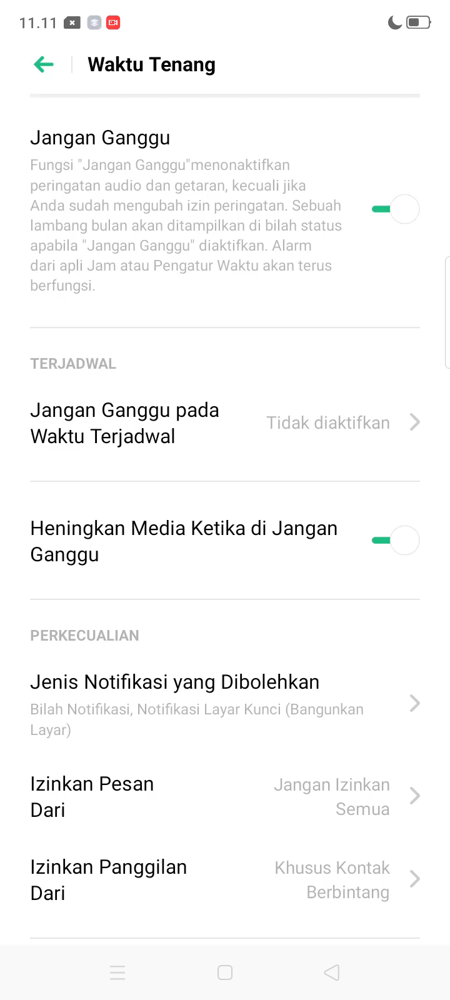 11.11
Waktu Tenang
Jangan Ganggu
Fungsi "Jangan Ganggu"menonaktifkan
peringatan audio dan getaran, kecuali jika
Anda sudah mengubah izin peringatan. Sebuah
lambang bulan akan ditampilkan di bilah status
apabila "Jangan Ganggu" diaktifkan. Alarm
dari apli Jam atau Pengatur Waktu akan terus
berfungsi.
TERJADWAL
Jangan Ganggu pada
Waktu Terjadwal
Tidak diaktifkan
Heningkan Media Ketika di Jangan
Ganggu
PERKECUALIAN
Jenis Notifikasi yang Dibolehkan
Bilah Notifikasi, Notifikasi Layar Kunci (Bangunkan
Layar)
Izinkan Pesan
Dari
Jangan Izinkan
Semua
Izinkan Panggilan
Dari
Khusus Kontak
Berbintang